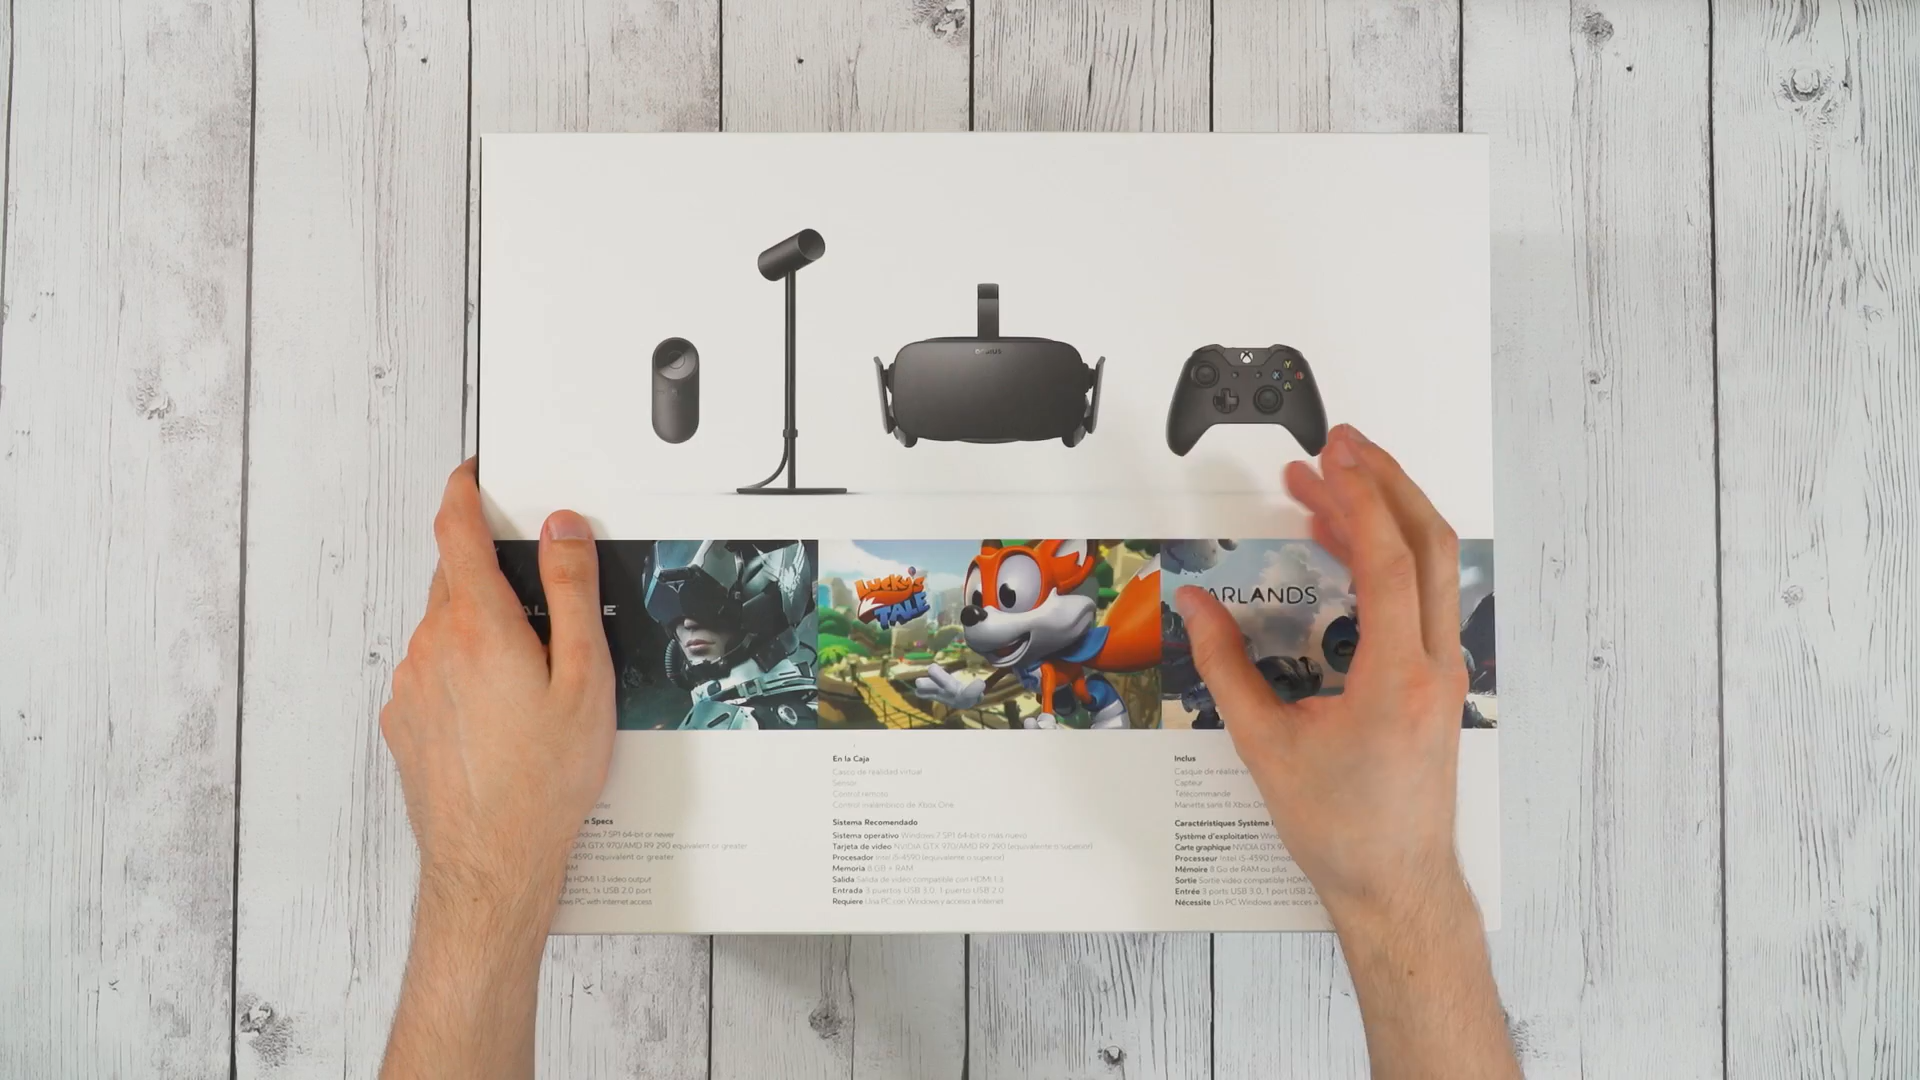 oculus
X
Y
B
A
LUCKY'S
TALE
ARLANDS
En la Caja
Casco de realidad virtual
Sensor
Control remoto
Control inalámbrico de Xbox One
Sistema Recomendado
Sistema operativo Windows 7 SP1 64-bit o más nuevo
Tarjeta de video NVIDIA GTX 970/AMD R9 290 (equivalente o superior)
Procesador Intel i5-4590 (equivalente o superior)
Memoria 8 GB + RAM
Salida Salida de video compatible con HDMI 1.3
Entrada 3 puertos USB 3.0, 1 puerto USB 2.0
Requiere Una PC con Windows y acceso a Internet
Inclus
Casque de réalité
Capteur
Télécommande
Manette sans fil Xbox On
Caractéristiques Système
Système d'exploitation
Carte graphique NVIDIA GTX
Processeur Intel i5-4590
Mémoire 8 Go de RAM ou plus
Sortie Sortie vidéo compatible HDMI
Entrée 3 ports USB 3.0, 1 port USB 2.
Nécessite Un PC Windows avec accès à
Specs
7 SP1 64-bit or newer
GTX 970/AMD R9 290 equivalent or greater
-4590 equivalent or greater
HDMI 1.3 video output
ports, 1x USB 2.0 port
PC with internet access